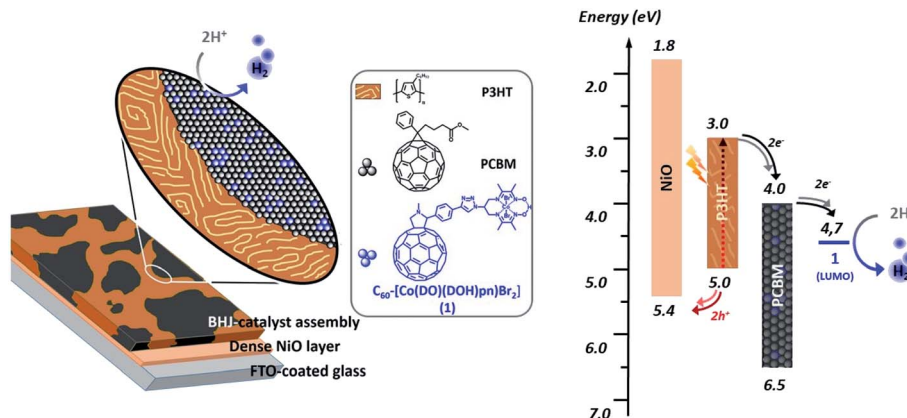 2H⁺
H₂
BHJ-catalyst assembly
Dense NiO layer
FTO-coated glass
C₆H₁₃
S
n
P3HT
PCBM
C₆₀-[Co(DO)(DOH)pn)Br₂]
(1)
Energy (eV)
2.0
3.0
4.0
5.0
6.0
7.0
1.8
NiO
5.4
3.0
P3HT
5.0
2h⁺
2e⁻
4.0
PCBM
6.5
2e⁻
4,7
1
(LUMO)
2H
H₂